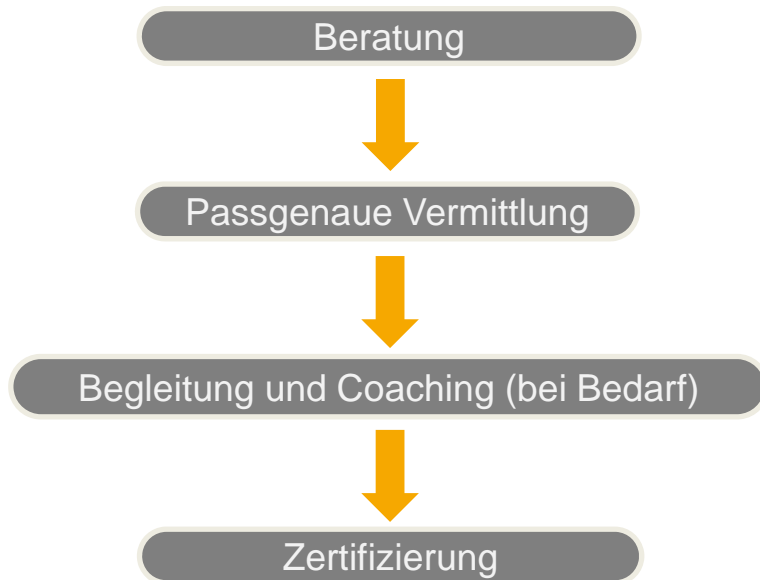 Beratung
Passgenaue Vermittlung
Begleitung und Coaching (bei Bedarf)
Zertifizierung